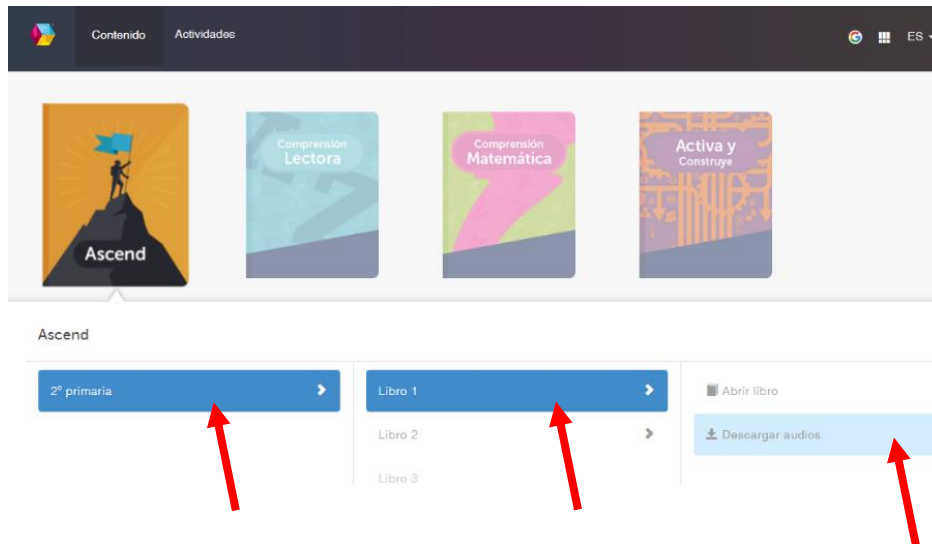 Contenido
Actividades
ES
Ascend
Comprensión
Lectora
Comprensión
Matemática
Activa y
Construye
Ascend
2º primaria
Libro 1
Libro 2
Libro 3
Abrir libro
Descargar audios